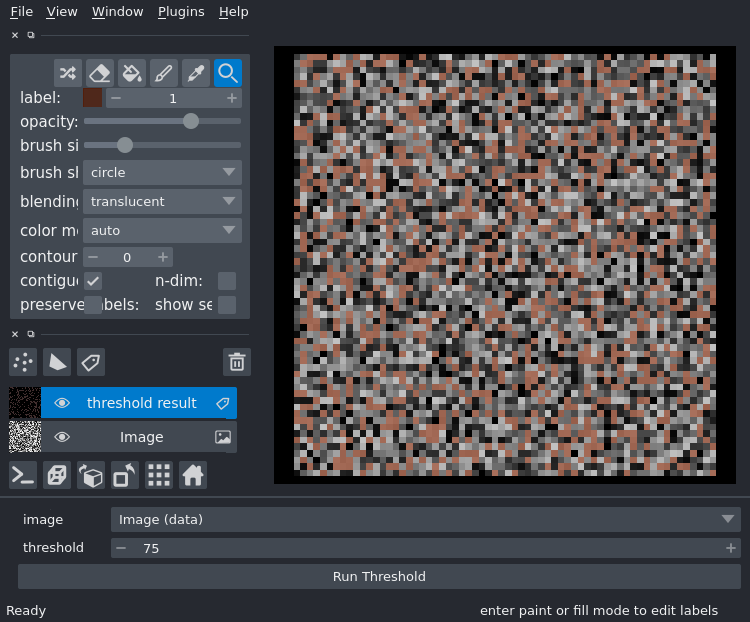 File View Window Plugins Help
label: 1
opacity:
brush si
brush sl circle
blending translucent
color m auto
contour 0
contigu n-dim:
preserve abels: show se
threshold result
Image
image Image (data)
threshold 75
Run Threshold
Ready enter paint or fill mode to edit labels